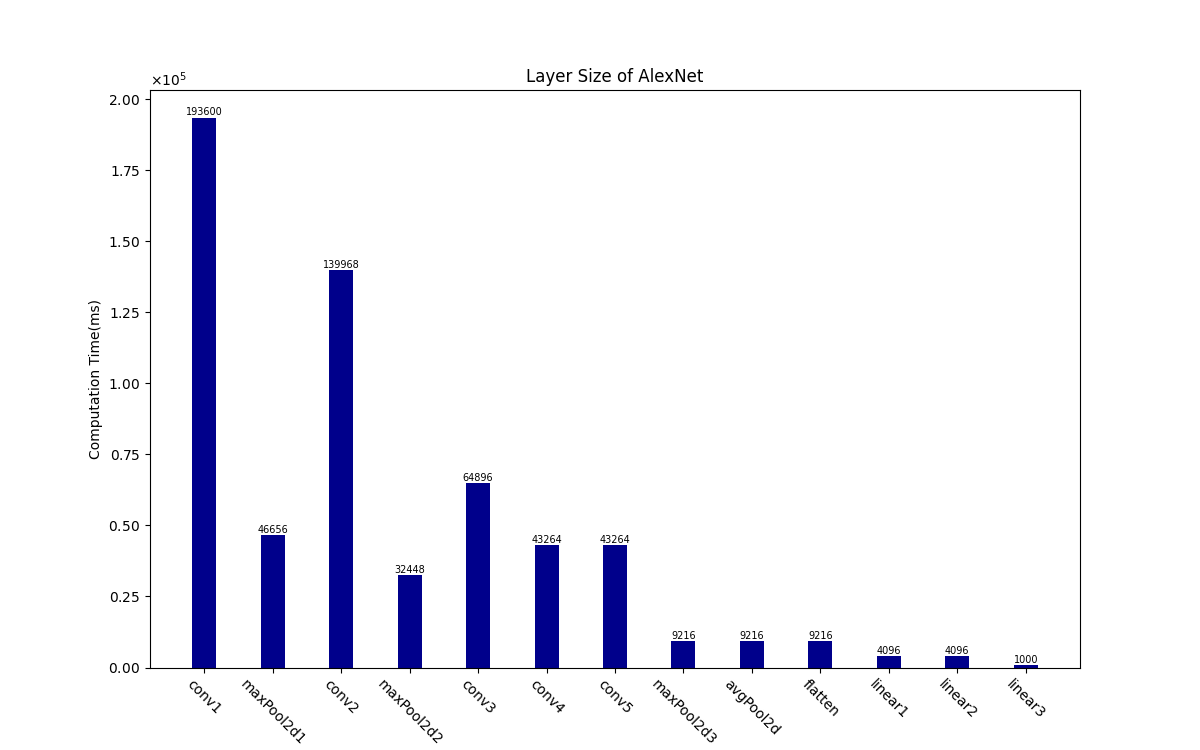 Layer Size of AlexNet
×10⁵
Computation Time(ms)
2.00
1.75
1.50
1.25
1.00
0.75
0.50
0.25
0.00
193600
46656
139968
32448
64896
43264
43264
9216
9216
9216
4096
4096
1000
conv1
maxPool2d1
conv2
maxPool2d2
conv3
conv4
conv5
maxPool2d3
avgPool2d
flatten
linear1
linear2
linear3